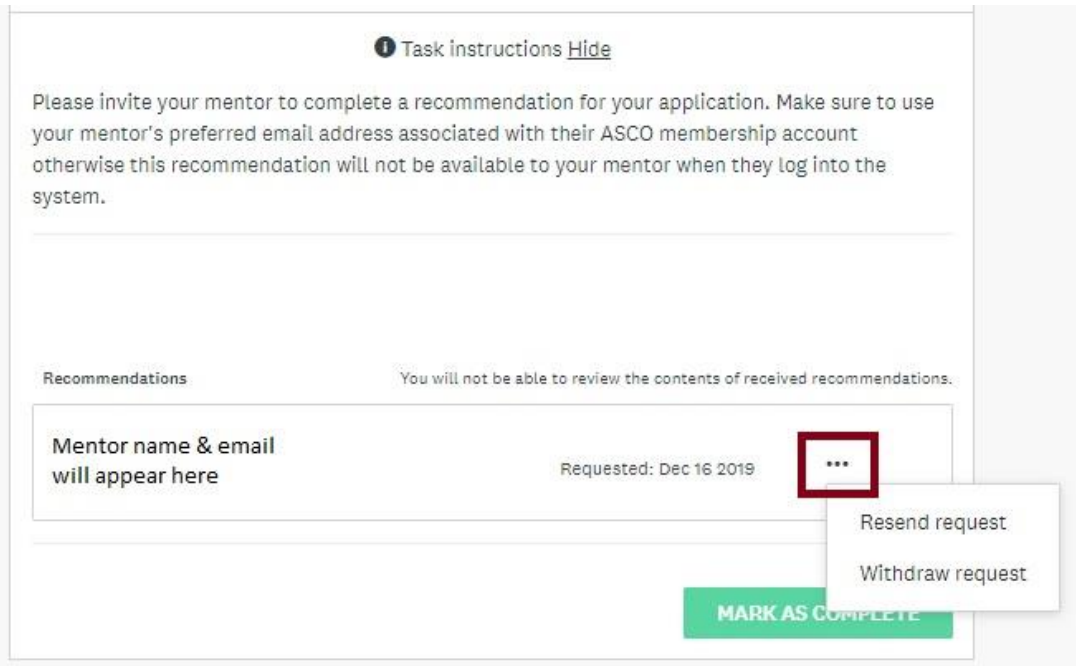 Task instructions Hide
Please invite your mentor to complete a recommendation for your application. Make sure to use
your mentor's preferred email address associated with their ASCO membership account
otherwise this recommendation will not be available to your mentor when they log into the
system.
Recommendations
You will not be able to review the contents of received recommendations.
Mentor name & email
will appear here
Requested: Dec 16 2019
...
Resend request
Withdraw request
MARK AS COMPLETE